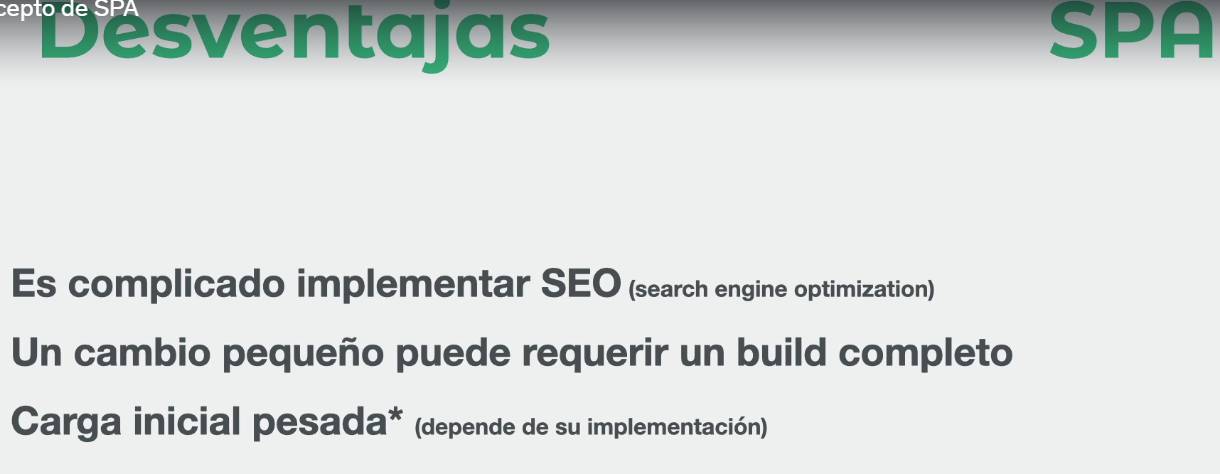 cepto de SPA
Desventajas SPA
Es complicado implementar SEO (search engine optimization)
Un cambio pequeño puede requerir un build completo
Carga inicial pesada* (depende de su implementación)